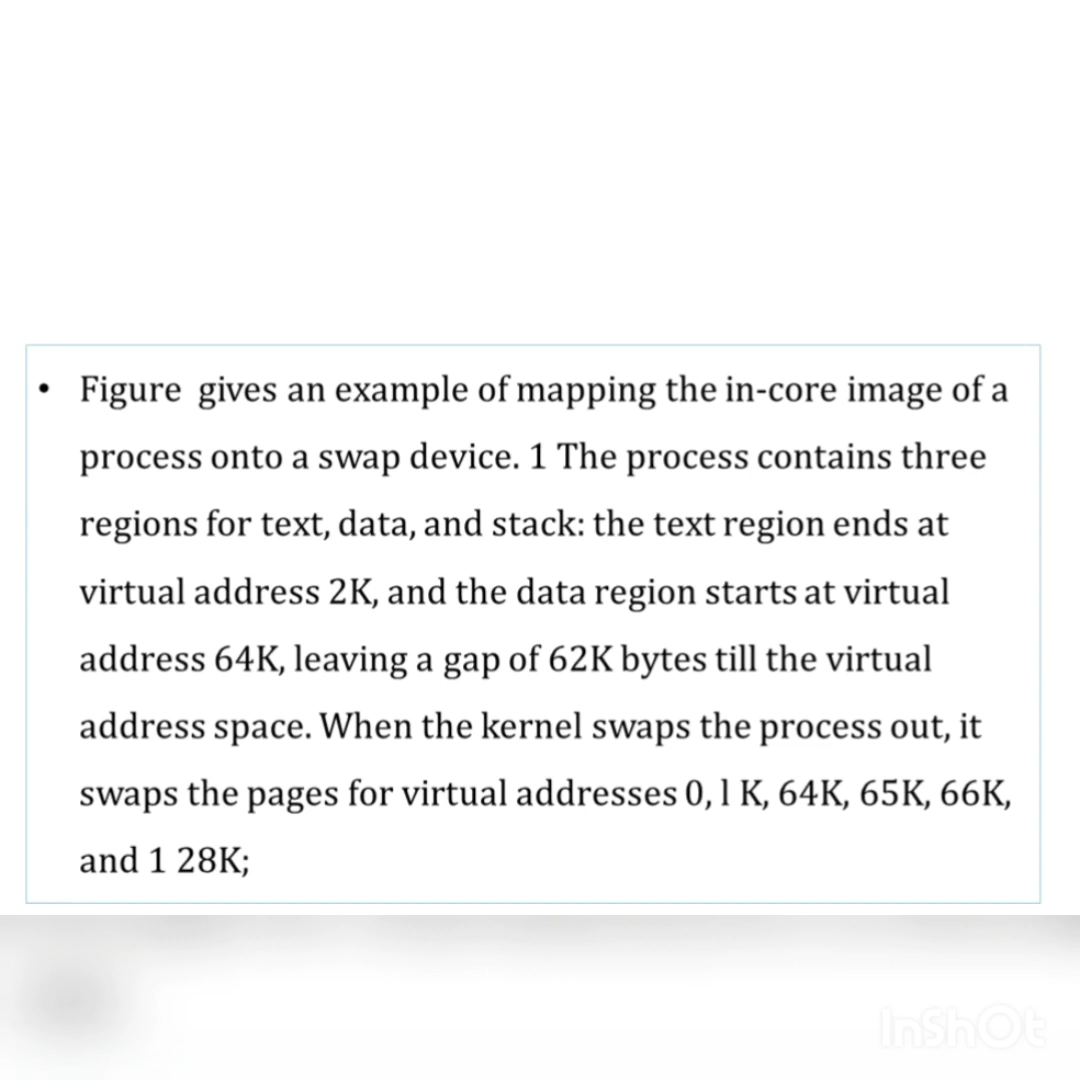 • Figure gives an example of mapping the in-core image of a
process onto a swap device. 1 The process contains three
regions for text, data, and stack: the text region ends at
virtual address 2K, and the data region starts at virtual
address 64K, leaving a gap of 62K bytes till the virtual
address space. When the kernel swaps the process out, it
swaps the pages for virtual addresses 0, l K, 64K, 65K, 66K,
and 1 28K;
InShOt